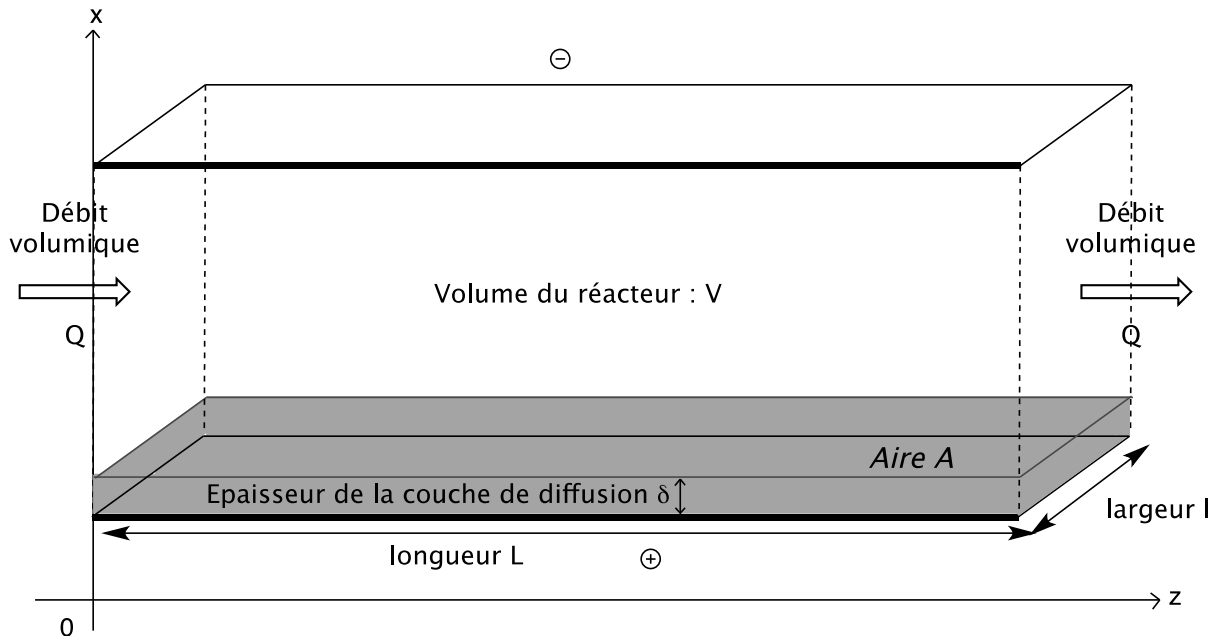 x
⊖
Débit
volumique
Q
Volume du réacteur : V
Débit
volumique
Q
Aire A
Epaisseur de la couche de diffusion δ
largeur l
longueur L
⊕
0
z